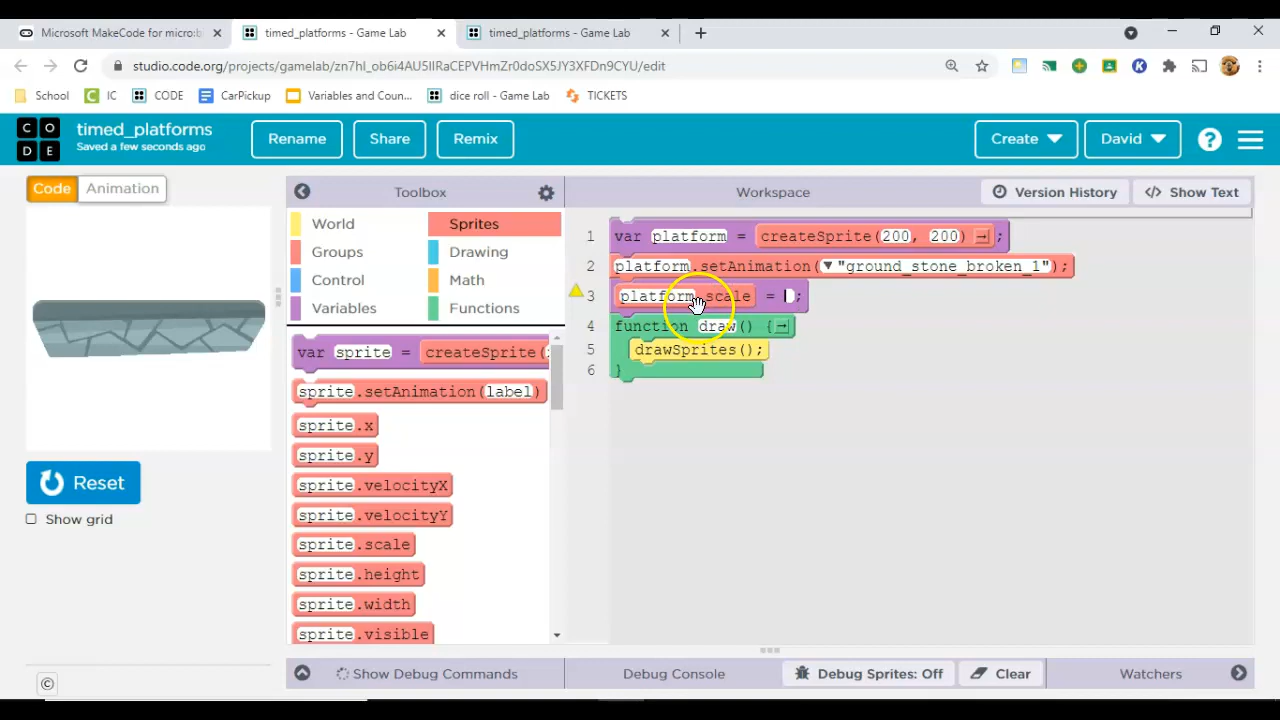 Microsoft MakeCode for micro:b
timed_platforms - Game Lab
timed_platforms - Game Lab
studio.code.org/projects/gamelab/zn7hl_ob6i4AU5IIRaCEPVHmZr0doSX5JY3XFDn9CYU/edit
School
IC
CODE
CarPickup
Variables and Coun...
dice roll - Game Lab
TICKETS
C O D E
timed_platforms
Saved a few seconds ago
Rename
Share
Remix
Create
David
Code
Animation
Toolbox
Workspace
Version History
</> Show Text
World
Sprites
Groups
Drawing
Control
Math
Variables
Functions
var sprite = createSprite(
sprite.setAnimation(label)
sprite.x
sprite.y
sprite.velocityX
sprite.velocityY
sprite.scale
sprite.height
sprite.width
sprite.visible
1 var platform = createSprite(200, 200) ;
2 platform.setAnimation( "ground_stone_broken_1");
3 platform.scale = ;
4 function draw() {
5 drawSprites();
6 }
Reset
Show grid
©
Show Debug Commands
Debug Console
Debug Sprites: Off
Clear
Watchers